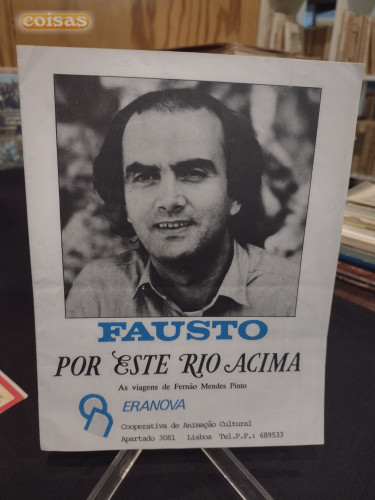 coisas
FAUSTO
POR ESTE RIO ACIMA
As viagens de Fernão Mendes Pinto
ERANOVA
Cooperativa de Animação Cultural
Apartado 3081 Lisboa Tel.P.F.: 689533